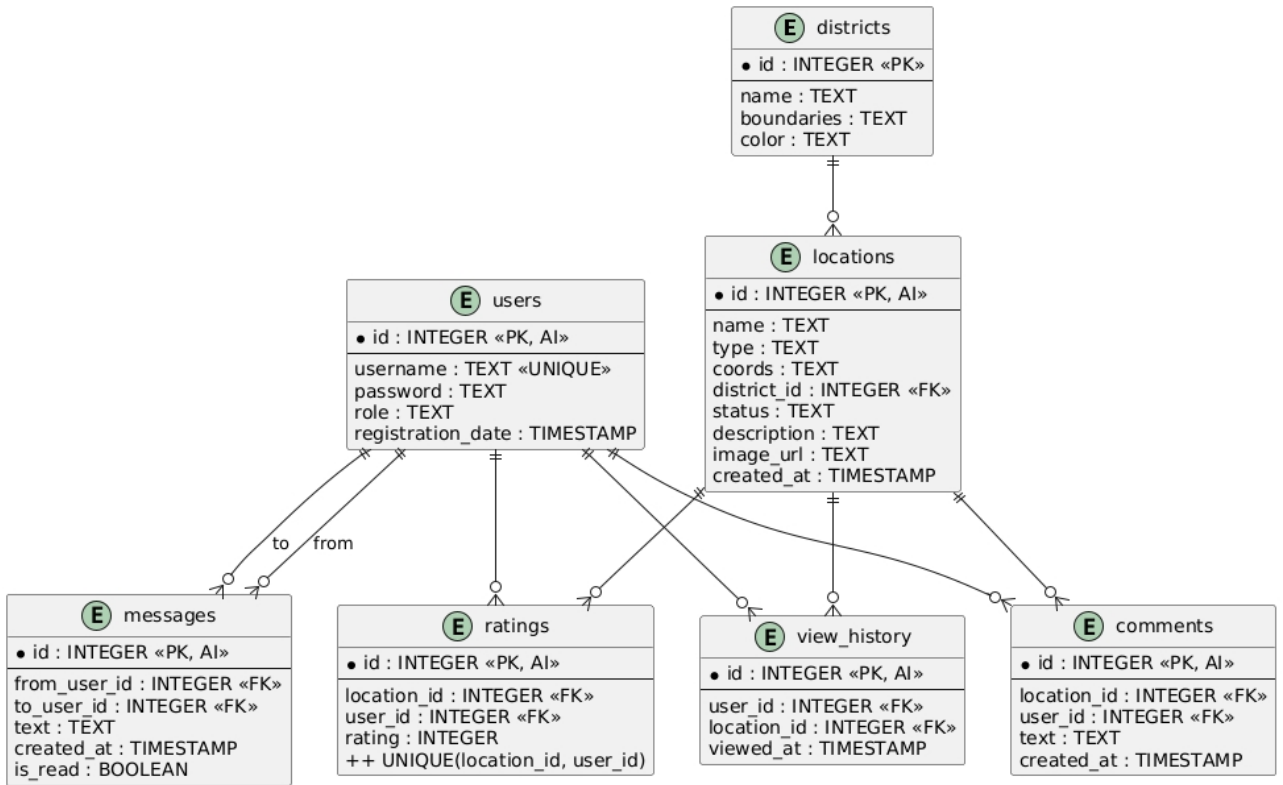 E districts
* id : INTEGER «PK»
name : TEXT
boundaries : TEXT
color : TEXT
E locations
* id : INTEGER «PK, AI»
name : TEXT
type : TEXT
coords : TEXT
district_id : INTEGER «FK»
status : TEXT
description : TEXT
image_url : TEXT
created_at : TIMESTAMP
E users
* id : INTEGER «PK, AI»
username : TEXT «UNIQUE»
password : TEXT
role : TEXT
registration_date : TIMESTAMP
to
from
E messages
* id : INTEGER «PK, AI»
from_user_id : INTEGER «FK»
to_user_id : INTEGER «FK»
text : TEXT
created_at : TIMESTAMP
is_read : BOOLEAN
E ratings
* id : INTEGER «PK, AI»
location_id : INTEGER «FK»
user_id : INTEGER «FK»
rating : INTEGER
++ UNIQUE(location_id, user_id)
E view_history
* id : INTEGER «PK, AI»
user_id : INTEGER «FK»
location_id : INTEGER «FK»
viewed_at : TIMESTAMP
E comments
* id : INTEGER «PK, AI»
location_id : INTEGER «FK»
user_id : INTEGER «FK»
text : TEXT
created_at : TIMESTAMP